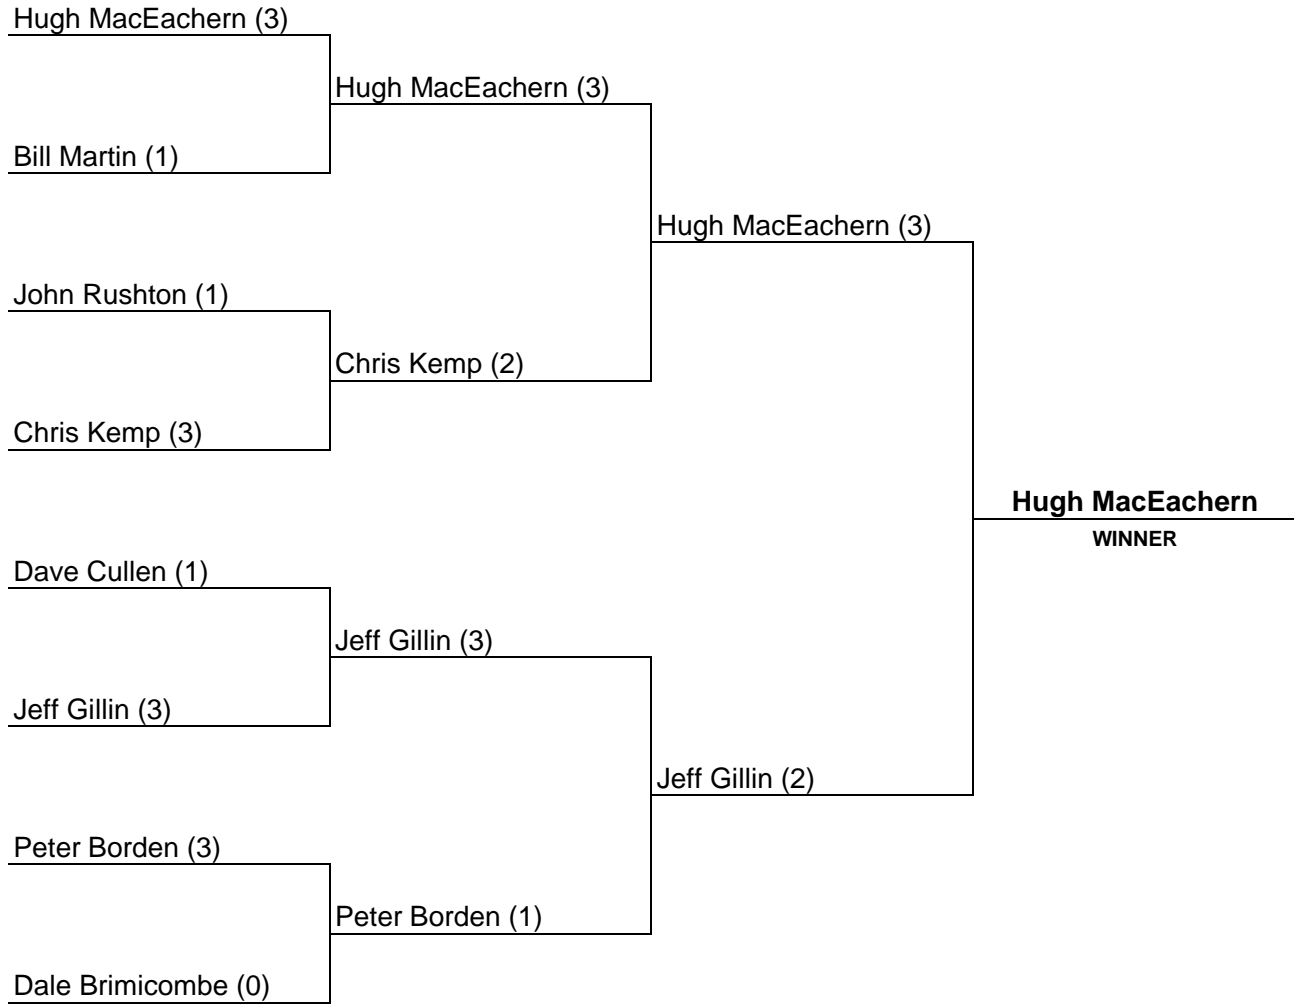 Hugh MacEachern (3)
Hugh MacEachern (3)
Bill Martin (1)
Hugh MacEachern (3)
John Rushton (1)
Chris Kemp (2)
Chris Kemp (3)
Hugh MacEachern
WINNER
Dave Cullen (1)
Jeff Gillin (3)
Jeff Gillin (3)
Jeff Gillin (2)
Peter Borden (3)
Peter Borden (1)
Dale Brimicombe (0)